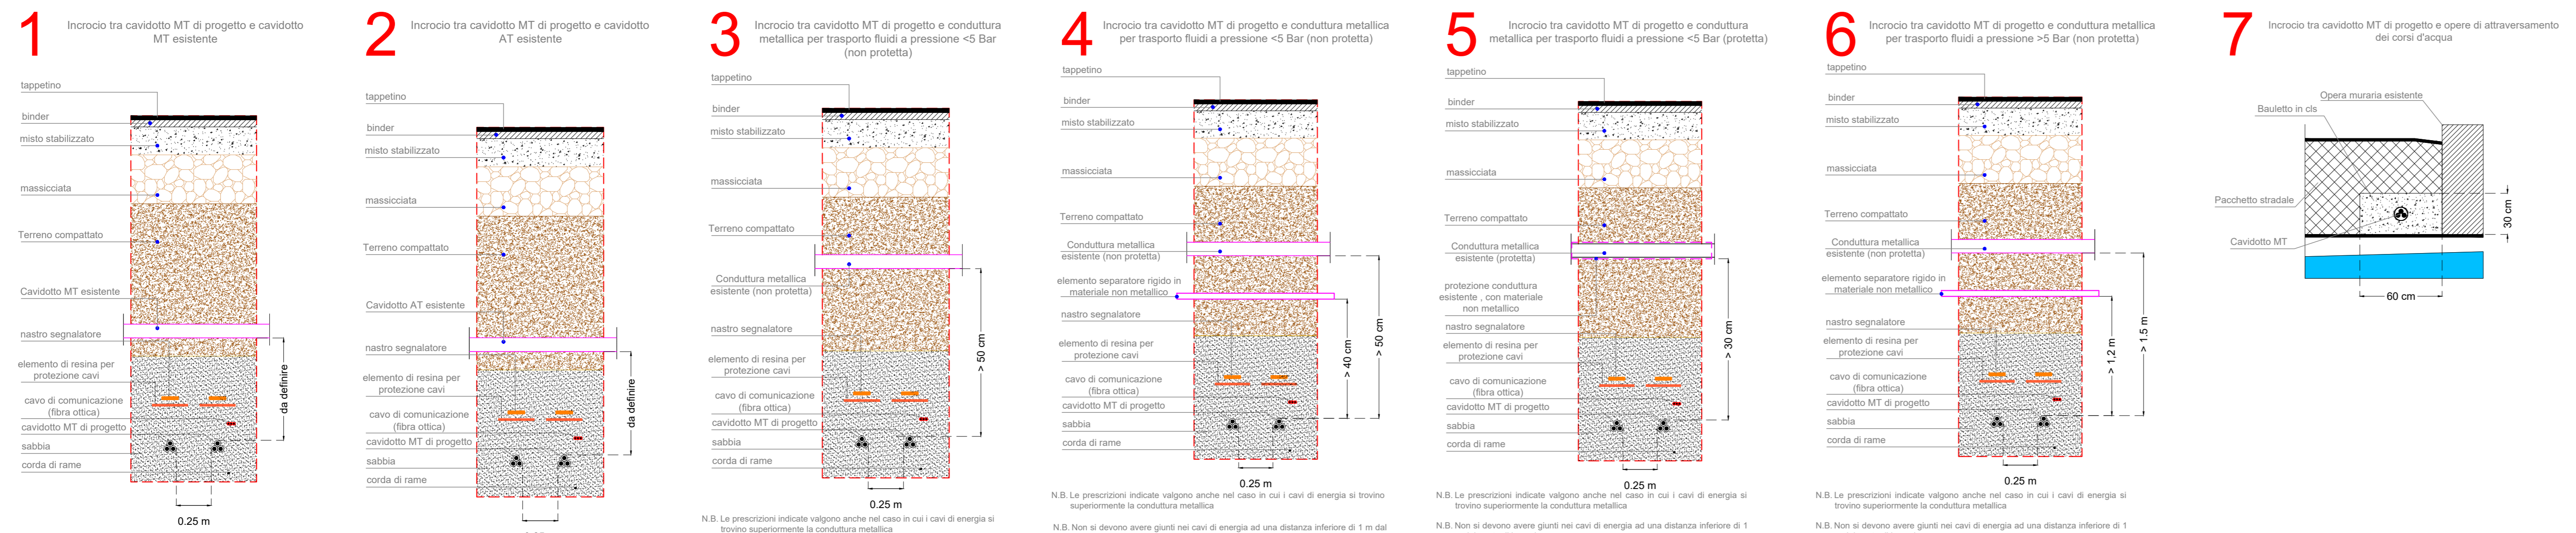 1
Incrocio tra cavidotto MT di progetto e cavidotto
MT esistente
tappetino
binder
misto stabilizzato
massicciata
Terreno compattato
Cavidotto MT esistente
nastro segnalatore
elemento di resina per
protezione cavi
cavo di comunicazione
(fibra ottica)
cavidotto MT di progetto
sabbia
corda di rame
da definire
0.25 m
2
Incrocio tra cavidotto MT di progetto e cavidotto
AT esistente
tappetino
binder
misto stabilizzato
massicciata
Terreno compattato
Cavidotto AT esistente
nastro segnalatore
elemento di resina per
protezione cavi
cavo di comunicazione
(fibra ottica)
cavidotto MT di progetto
sabbia
corda di rame
da definire
3
Incrocio tra cavidotto MT di progetto e conduttura
metallica per trasporto fluidi a pressione <5 Bar
(non protetta)
tappetino
binder
misto stabilizzato
massicciata
Terreno compattato
Conduttura metallica
esistente (non protetta)
nastro segnalatore
elemento di resina per
protezione cavi
cavo di comunicazione
(fibra ottica)
cavidotto MT di progetto
sabbia
corda di rame
> 50 cm
0.25 m
N.B. Le prescrizioni indicate valgono anche nel caso in cui i cavi di energia si
trovino superiormente la conduttura metallica
4
Incrocio tra cavidotto MT di progetto e conduttura metallica
per trasporto fluidi a pressione <5 Bar (non protetta)
tappetino
binder
misto stabilizzato
massicciata
Terreno compattato
Conduttura metallica
esistente (non protetta)
elemento separatore rigido in
materiale non metallico
nastro segnalatore
elemento di resina per
protezione cavi
cavo di comunicazione
(fibra ottica)
cavidotto MT di progetto
sabbia
corda di rame
> 40 cm
> 50 cm
0.25 m
N.B. Le prescrizioni indicate valgono anche nel caso in cui i cavi di energia si trovino
superiormente la conduttura metallica
N.B. Non si devono avere giunti nei cavi di energia ad una distanza inferiore di 1 m dal
5
Incrocio tra cavidotto MT di progetto e conduttura
metallica per trasporto fluidi a pressione <5 Bar (protetta)
tappetino
binder
misto stabilizzato
massicciata
Terreno compattato
Conduttura metallica
esistente (protetta)
protezione conduttura
esistente , con materiale
non metallico
nastro segnalatore
elemento di resina per
protezione cavi
cavo di comunicazione
(fibra ottica)
cavidotto MT di progetto
sabbia
corda di rame
> 30 cm
0.25 m
N.B. Le prescrizioni indicate valgono anche nel caso in cui i cavi di energia si
trovino superiormente la conduttura metallica
N.B. Non si devono avere giunti nei cavi di energia ad una distanza inferiore di 1
6
Incrocio tra cavidotto MT di progetto e conduttura metallica
per trasporto fluidi a pressione >5 Bar (non protetta)
tappetino
binder
misto stabilizzato
massicciata
Terreno compattato
Conduttura metallica
esistente (non protetta)
elemento separatore rigido in
materiale non metallico
nastro segnalatore
elemento di resina per
protezione cavi
cavo di comunicazione
(fibra ottica)
cavidotto MT di progetto
sabbia
corda di rame
> 1,2 m
> 1.5 m
0.25 m
N.B. Le prescrizioni indicate valgono anche nel caso in cui i cavi di energia si
trovino superiormente la conduttura metallica
N.B. Non si devono avere giunti nei cavi di energia ad una distanza inferiore di 1
7
Incrocio tra cavidotto MT di progetto e opere di attraversamento
dei corsi d'acqua
Opera muraria esistente
Bauletto in cls
Pacchetto stradale
Cavidotto MT
30 cm
60 cm